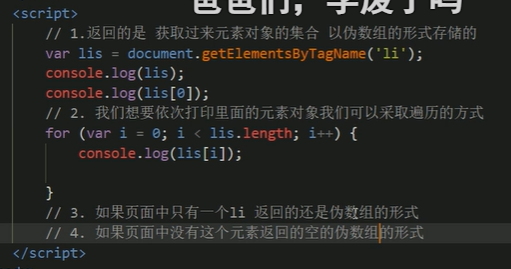 爸爸们，学废了吗
<script>
// 1.返回的是 获取过来元素对象的集合 以伪数组的形式存储的
var lis = document.getElementsByTagName('li');
console.log(lis);
console.log(lis[0]);
// 2. 我们想要依次打印里面的元素对象我们可以采取遍历的方式
for (var i = 0; i < lis.length; i++) {
console.log(lis[i]);
}
// 3. 如果页面中只有一个li 返回的还是伪数组的形式
// 4. 如果页面中没有这个元素返回的空的伪数组的形式
</script>